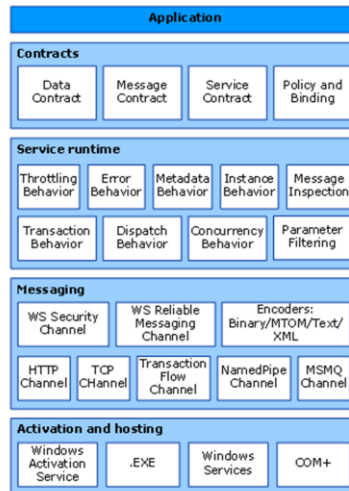 Application
Contracts
Data
Contract
Message
Contract
Service
Contract
Policy and
Binding
Service runtime
Throttling
Behavior
Error
Behavior
Metadata
Behavior
Instance
Behavior
Message
Inspection
Transaction
Behavior
Dispatch
Behavior
Concurrency
Behavior
Parameter
Filtering
Messaging
WS Security
Channel
WS Reliable
Messaging
Channel
Encoders:
Binary/MTOM/Text/
XML
HTTP
Channel
TCP
CHannel
Transaction
Flow
Channel
NamedPipe
Channel
MSMQ
Channel
Activation and hosting
Windows
Activation
Service
.EXE
Windows
Services
COM+